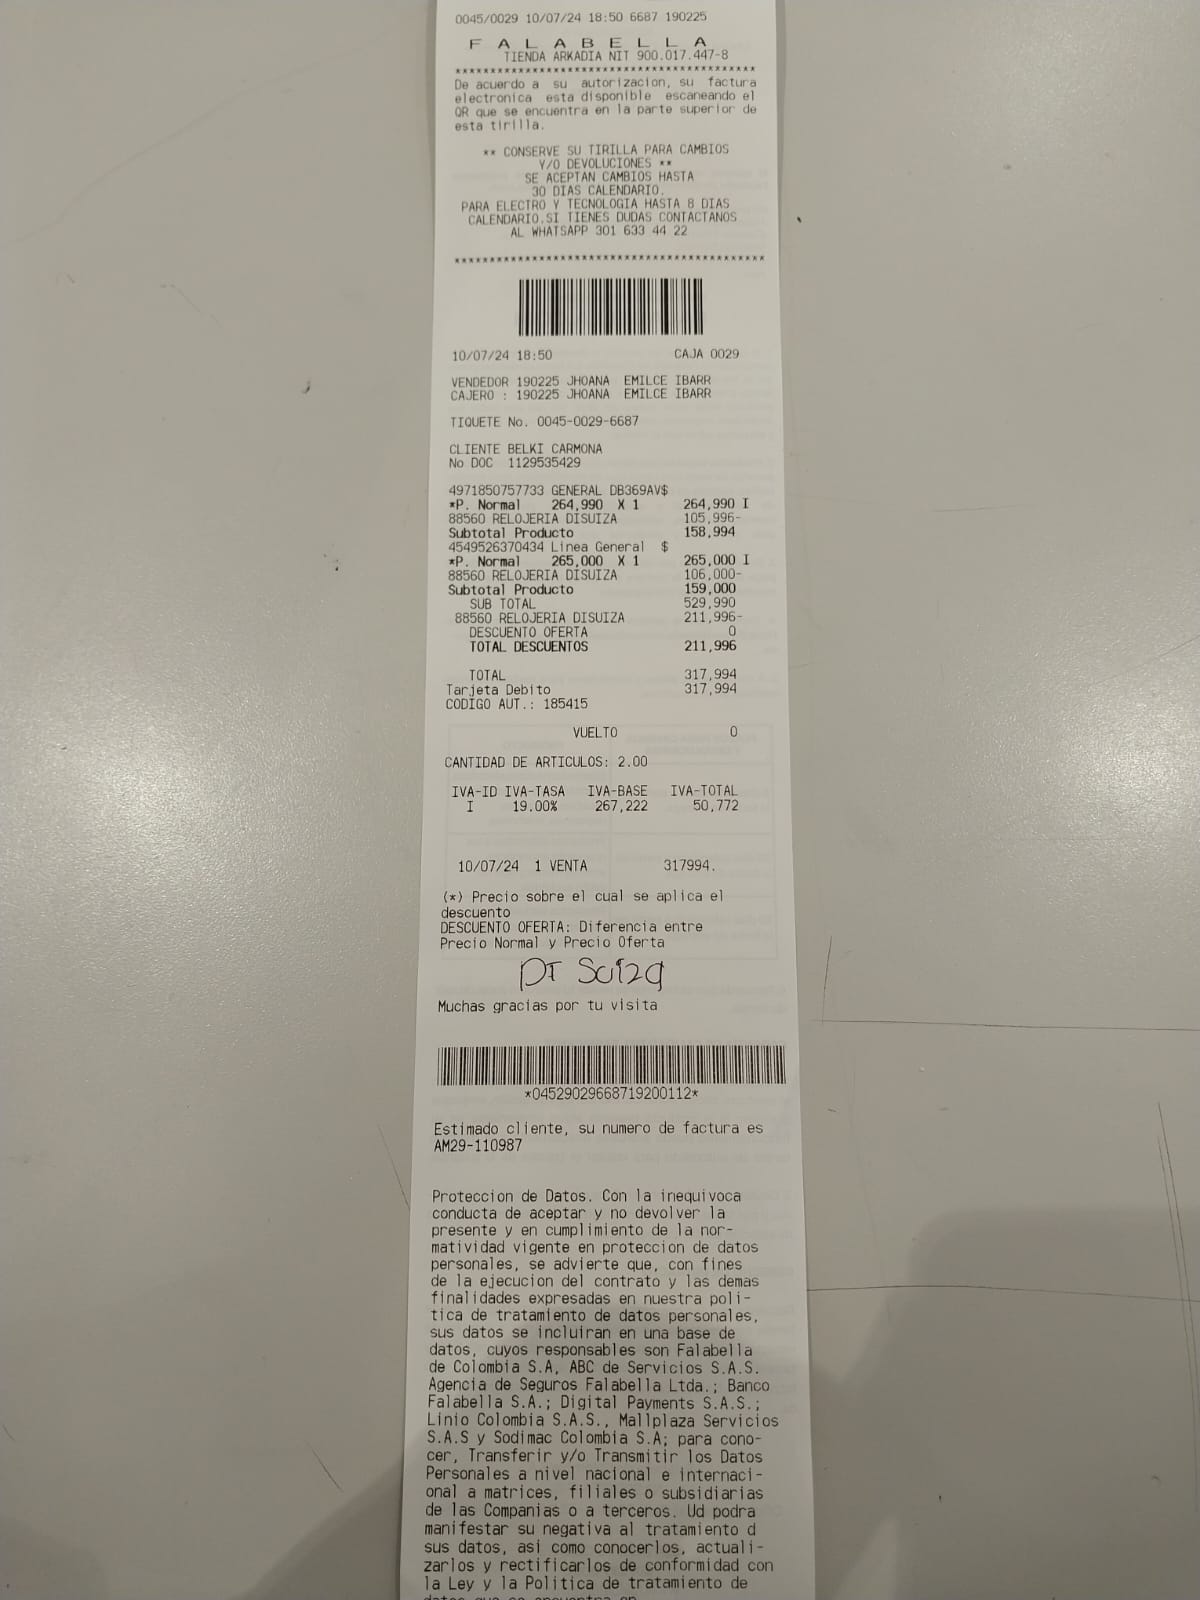 0045/0029 10/07/24 18:50 6687 190225
F A L A B E L L A
TIENDA ARKADIA NIT 900.017.447-8
********************************************
De acuerdo a su autorizacion, su factura
electronica esta disponible escaneando el
QR que se encuentra en la parte superior de
esta tirilla.
** CONSERVE SU TIRILLA PARA CAMBIOS
Y/O DEVOLUCIONES **
SE ACEPTAN CAMBIOS HASTA
30 DIAS CALENDARIO.
PARA ELECTRO Y TECNOLOGIA HASTA 8 DIAS
CALENDARIO.SI TIENES DUDAS CONTACTANOS
AL WHATSAPP 301 633 44 22
********************************************
10/07/24 18:50 CAJA 0029
VENDEDOR 190225 JHOANA EMILCE IBARR
CAJERO : 190225 JHOANA EMILCE IBARR
TIQUETE No. 0045-0029-6687
CLIENTE BELKI CARMONA
No DOC 1129535429
4971850757733 GENERAL DB369AV$
*P. Normal 264,990 X 1 264,990 I
88560 RELOJERIA DISUIZA 105,996-
Subtotal Producto 158,994
4549526370434 Linea General $
*P. Normal 265,000 X 1 265,000 I
88560 RELOJERIA DISUIZA 106,000-
Subtotal Producto 159,000
SUB TOTAL 529,990
88560 RELOJERIA DISUIZA 211,996-
DESCUENTO OFERTA 0
TOTAL DESCUENTOS 211,996
TOTAL 317,994
Tarjeta Debito 317,994
CODIGO AUT.: 185415
VUELTO 0
CANTIDAD DE ARTICULOS: 2.00
IVA-ID IVA-TASA IVA-BASE IVA-TOTAL
I 19.00% 267,222 50,772
10/07/24 1 VENTA 317994.
(*) Precio sobre el cual se aplica el
descuento
DESCUENTO OFERTA: Diferencia entre
Precio Normal y Precio Oferta
DI Suiza
Muchas gracias por tu visita
*04529029668719200112*
Estimado cliente, su numero de factura es
AM29-110987
Proteccion de Datos. Con la inequivoca
conducta de aceptar y no devolver la
presente y en cumplimiento de la nor-
matividad vigente en proteccion de datos
personales, se advierte que, con fines
de la ejecucion del contrato y las demas
finalidades expresadas en nuestra poli-
tica de tratamiento de datos personales,
sus datos se incluiran en una base de
datos, cuyos responsables son Falabella
de Colombia S.A, ABC de Servicios S.A.S.
Agencia de Seguros Falabella Ltda.; Banco
Falabella S.A.; Digital Payments S.A.S.;
Linio Colombia S.A.S., Mallplaza Servicios
S.A.S y Sodimac Colombia S.A; para cono-
cer, Transferir y/o Transmitir los Datos
Personales a nivel nacional e internaci-
onal a matrices, filiales o subsidiarias
de las Companias o a terceros. Ud podra
manifestar su negativa al tratamiento d
sus datos, asi como conocerlos, actuali-
zarlos y rectificarlos de conformidad con
la Ley y la Politica de tratamiento de
datos que se encuentra en